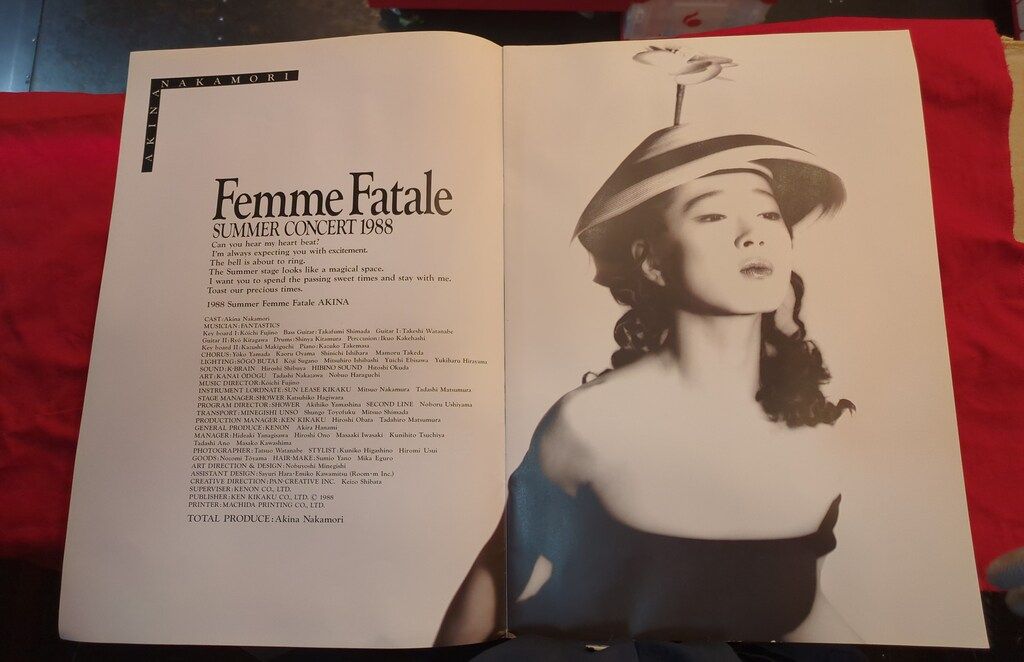 AKINA NAKAMORI
Femme Fatale
SUMMER CONCERT 1988
Can you hear my heart beat?
I'm always expecting you with excitement.
The bell is about to ring.
The Summer stage looks like a magical space.
I want you to spend the passing sweet times and stay with me.
Toast our precious times.
1988 Summer Femme Fatale AKINA
CAST:Akina Nakamori
MUSICIAN:FANTASTICS
Key board I:Koichi Fujino Bass Guitar:Takafumi Shimada Guitar I:Takeshi Watanabe
Guitar II:Ryo Kitagawa Drums:Shinya Kitamura Percussion:Ikuo Kakehashi
Key board II:Kazushi Makiguchi Piano:Kazuko Takemasa
CHORUS:Yoko Yamada Kaoru Oyama Shinichi Ishihara Mamoru Takeda
LIGHTING:SŌGO BUTAI Koji Sugano Mitsuhiro Ishibashi Yuichi Ebisawa Yukiharu Hirayama
SOUND:K·BRAIN Hiroshi Shibuya HIBINO SOUND Hitoshi Okuda
ART:KANAI ŌDŌGU Tadashi Nakazawa Nobuo Haraguchi
MUSIC DIRECTOR:Koichi Fujino
INSTRUMENT LORDNATE:SUN LEASE KIKAKU Mitsuo Nakamura Tadashi Matsumura
STAGE MANAGER:SHOWER Katsuhiko Hagiwara
PROGRAM DIRECTOR:SHOWER Akihiko Yamashina SECOND LINE Noboru Ushiyama
TRANSPORT:MINEGISHI UNSŌ Shungo Toyofuku Mitsuo Shimada
PRODUCTION MANAGER:KEN KIKAKU Hiroshi Obata Tadahiro Matsumura
GENERAL PRODUCE:KENON Akira Hanami
MANAGER:Hideaki Yanagisawa Hiroshi Ono Masaaki Iwasaki Kunihito Tsuchiya
Tadashi Ano Masako Kawashima
PHOTOGRAPHER:Tatsuo Watanabe STYLIST:Kuniko Higashino Hiromi Usui
GOODS:Nozomi Toyama HAIR·MAKE:Sumio Yano Mika Eguro
ART DIRECTION & DESIGN:Nobuyoshi Minegishi
ASSISTANT DESIGN:Sayuri Hara·Emiko Kawamitsu (Room·m Inc.)
CREATIVE DIRECTION:PAN·CREATIVE INC. Keizo Shibata
SUPERVISER:KENON CO., LTD.
PUBLISHER:KEN KIKAKU CO., LTD. © 1988
PRINTER:MACHIDA PRINTING CO., LTD.
TOTAL PRODUCE:Akina Nakamori